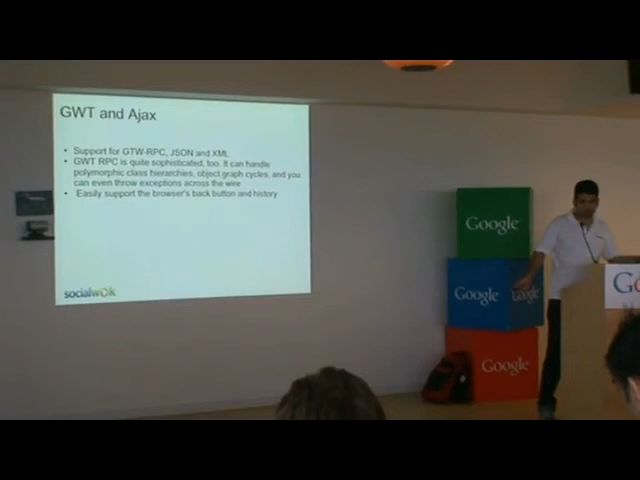 GWT and Ajax
• Support for GTW-RPC, JSON and XML
• GWT RPC is quite sophisticated, too. It can handle
polymorphic class hierarchies, object graph cycles, and you
can even throw exceptions across the wire
• Easily support the browser's back button and history
socialwok
Google
Google
Google
Go